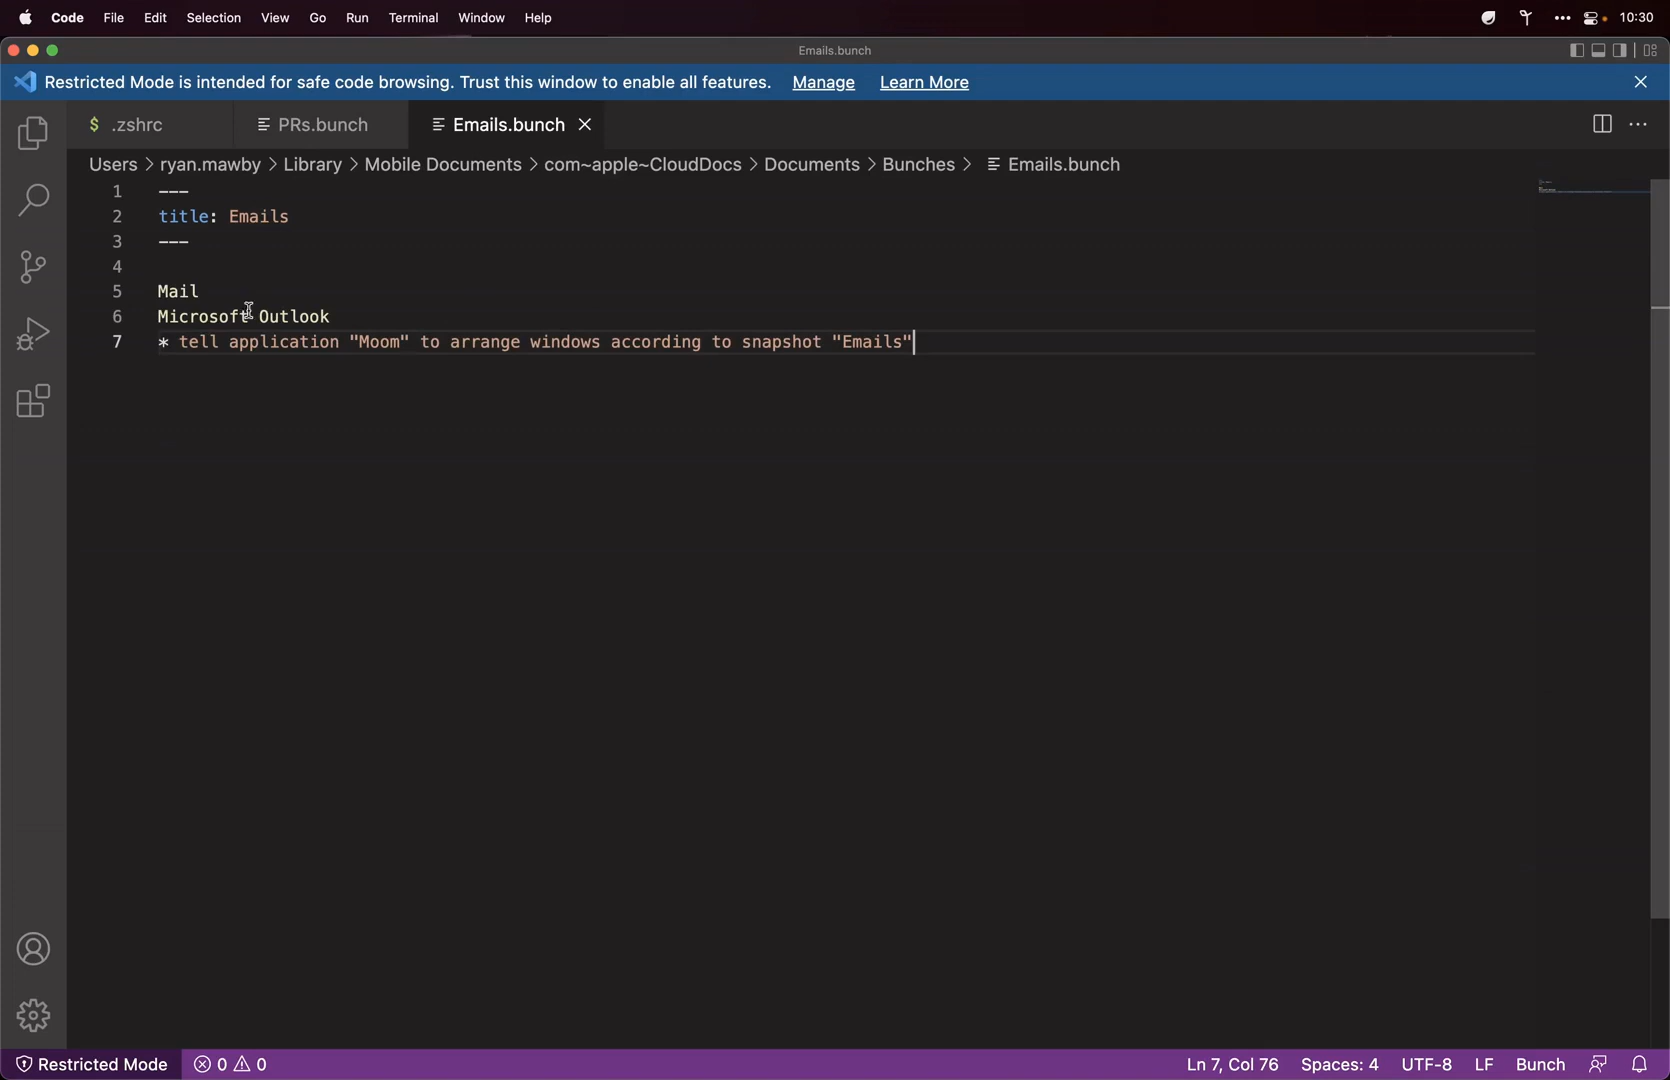 Code File Edit Selection View Go Run Terminal Window Help 10:30
Emails.bunch
Restricted Mode is intended for safe code browsing. Trust this window to enable all features. Manage Learn More
$ .zshrc PRs.bunch Emails.bunch
Users > ryan.mawby > Library > Mobile Documents > com~apple~CloudDocs > Documents > Bunches > Emails.bunch
1 ---
2 title: Emails
3 ---
4
5 Mail
6 Microsoft Outlook
7 * tell application "Moom" to arrange windows according to snapshot "Emails"
Restricted Mode 0 0 Ln 7, Col 76 Spaces: 4 UTF-8 LF Bunch